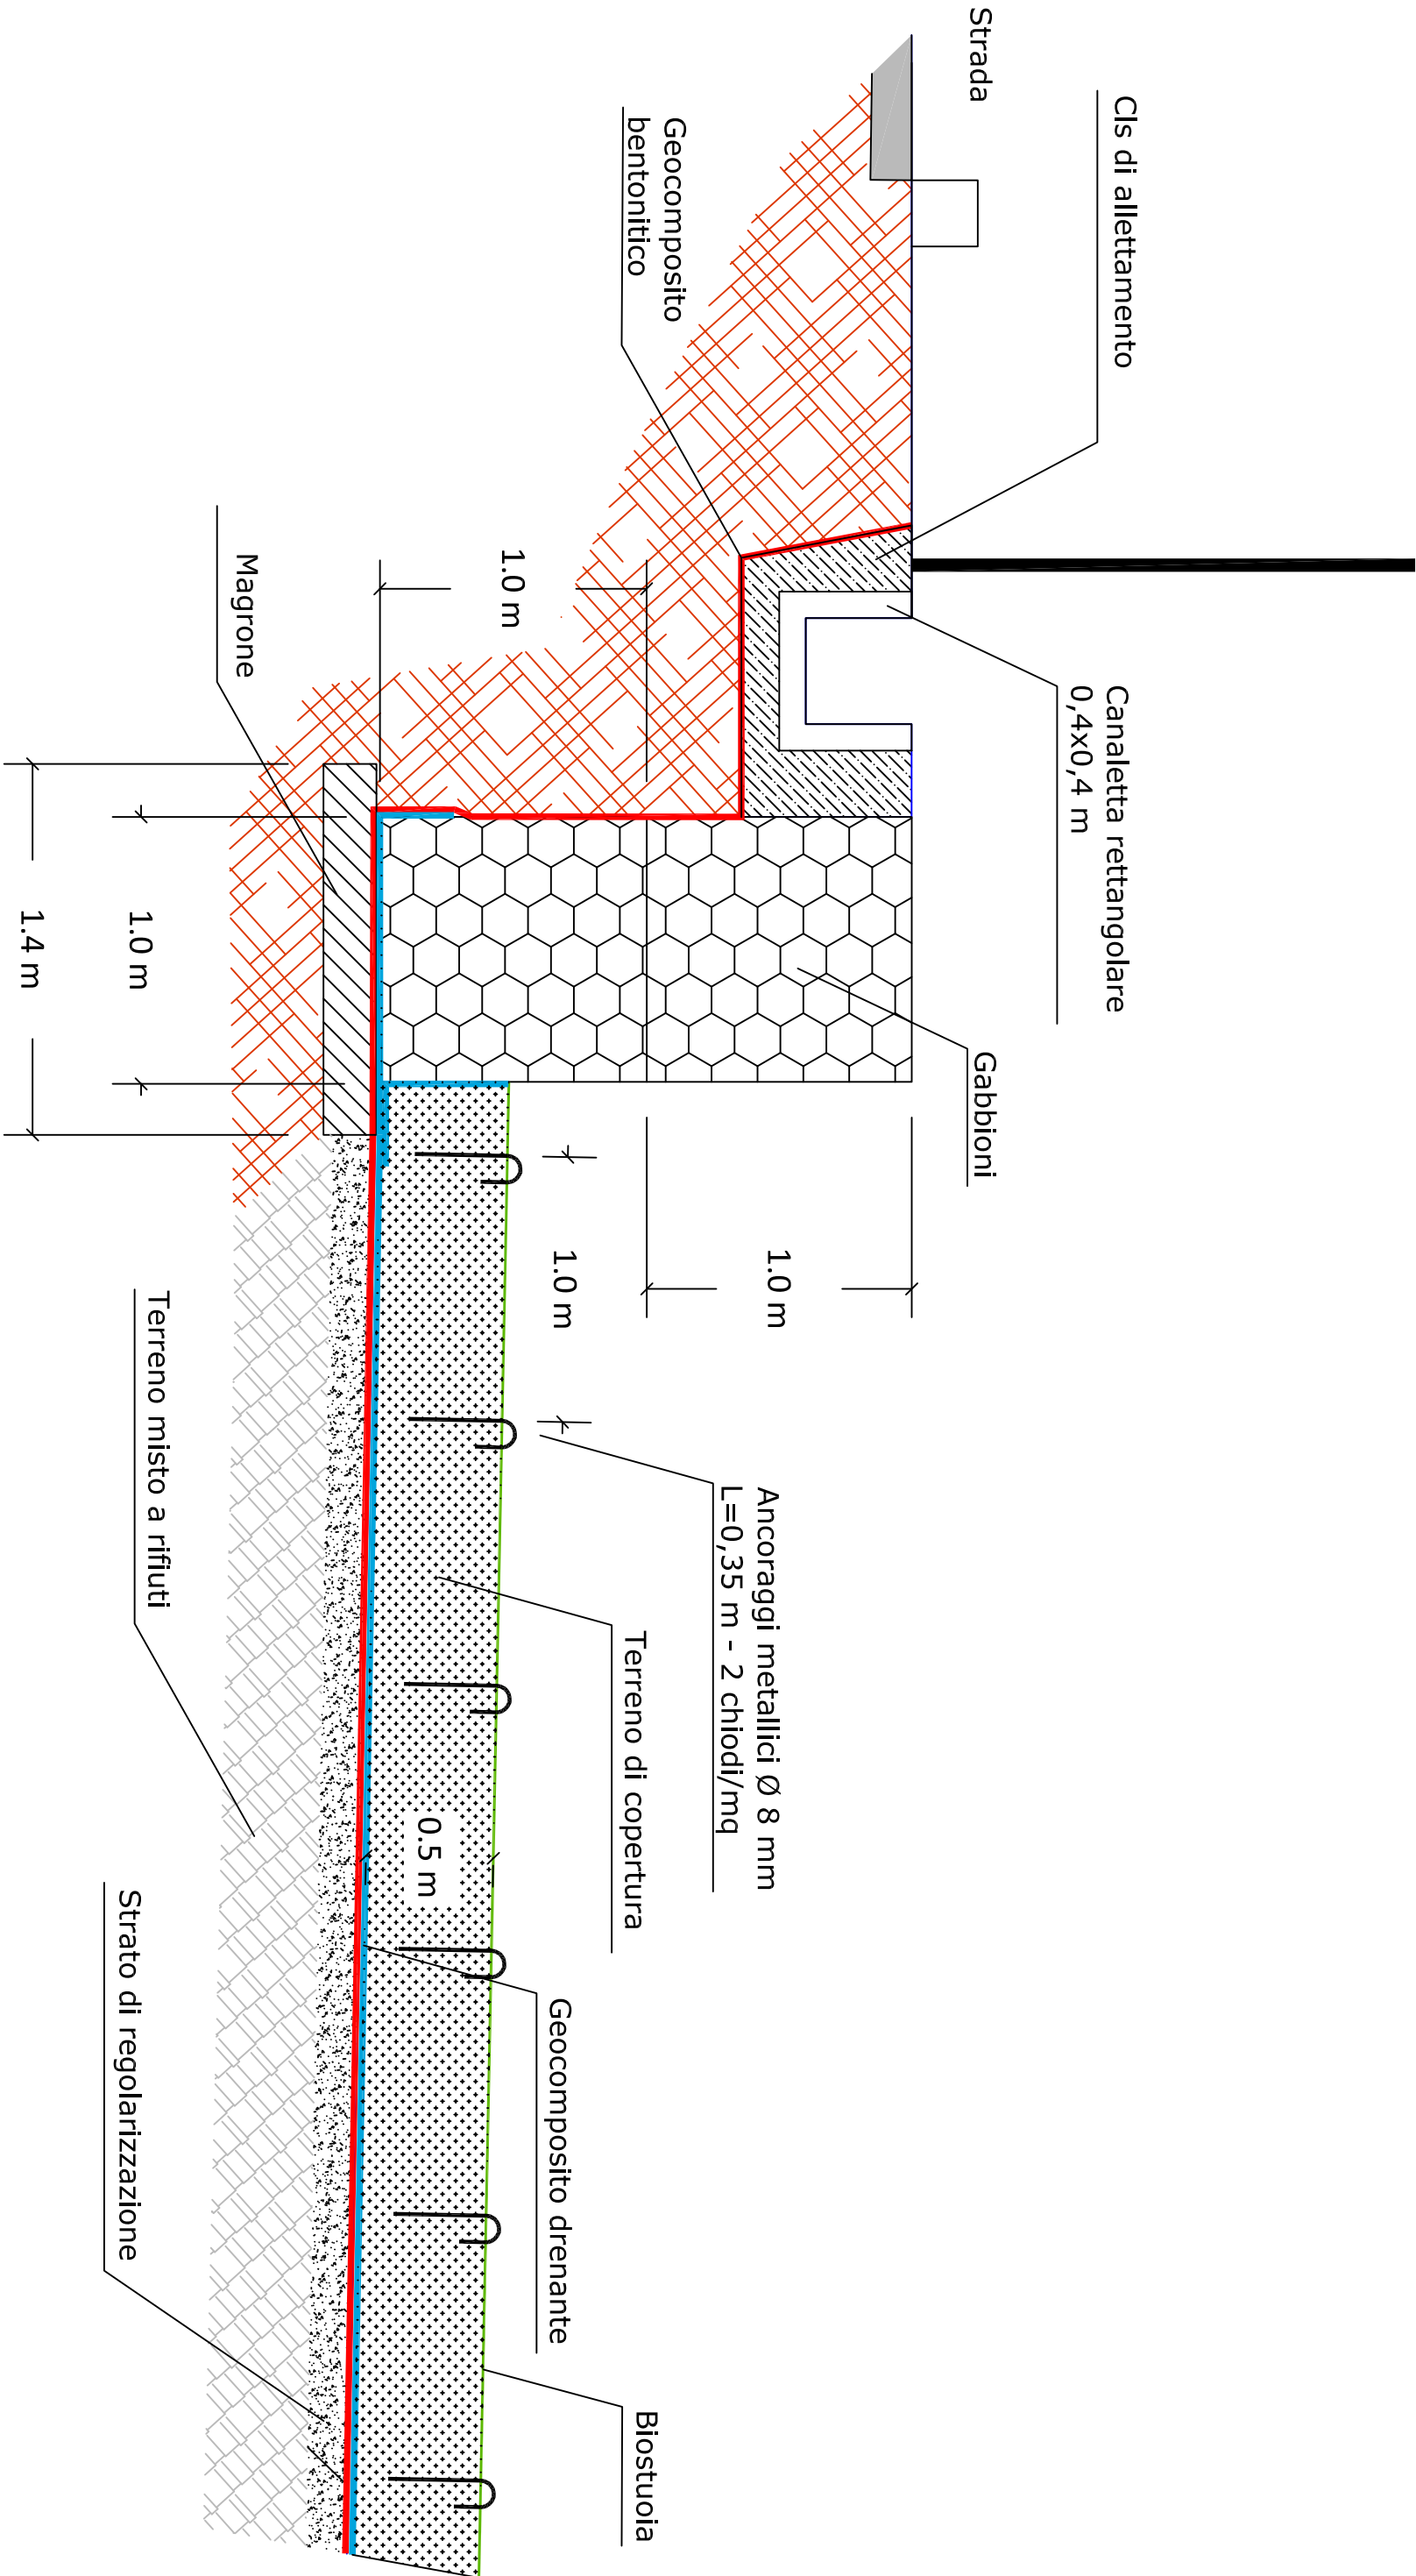 Strada
Cls di allettamento
Geocomposito
bentonitico
Canaletta rettangolare
0,4x0,4 m
Gabbioni
1.0 m
Magrone
1.0 m
1.4 m
1.0 m
1.0 m
Ancoraggi metallici Ø 8 mm
L=0,35 m - 2 chiodi/mq
Terreno di copertura
0.5 m
Terreno misto a rifiuti
Strato di regolarizzazione
Geocomposito drenante
Biostuoia